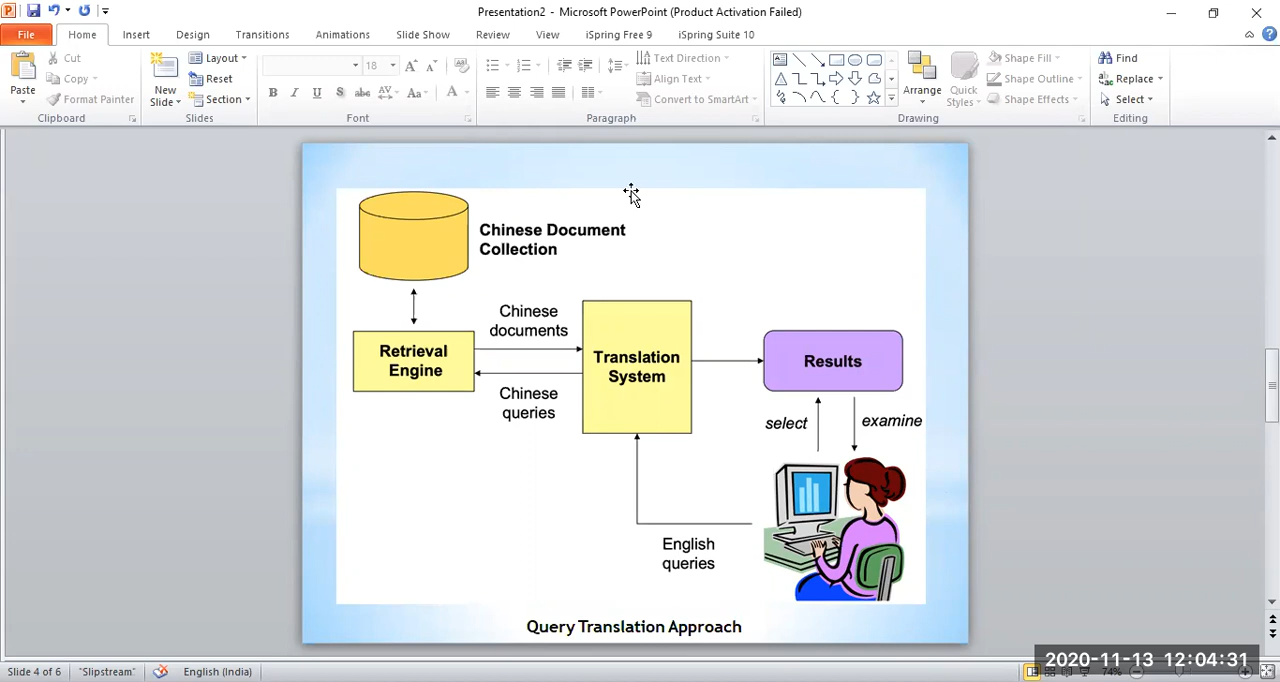 Presentation2 - Microsoft PowerPoint (Product Activation Failed)
File Home Insert Design Transitions Animations Slide Show Review View iSpring Free 9 iSpring Suite 10
Paste
Cut
Copy
Format Painter
Clipboard
New
Slide
Layout
Reset
Section
Slides
18
B I U S abc AV Aa A
Font
Text Direction
Align Text
Convert to SmartArt
Paragraph
Arrange
Quick
Styles
Shape Fill
Shape Outline
Shape Effects
Drawing
Find
Replace
Select
Editing
Chinese Document
Collection
Retrieval
Engine
Chinese
documents
Chinese
queries
Translation
System
Results
select
examine
English
queries
Query Translation Approach
Slide 4 of 6 "Slipstream" English (India) 74%
2020-11-13 12:04:31